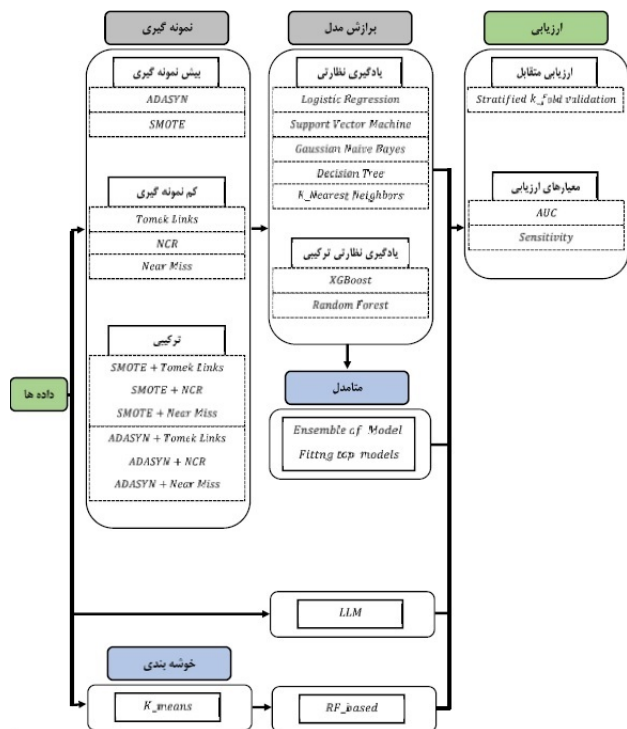 نمونه گیری
بیش نمونه گیری
ADASYN
SMOTE
کم نمونه گیری
Tomek Links
NCR
Near Miss
ترکیبی
SMOTE + Tomek Links
SMOTE + NCR
SMOTE + Near Miss
ADASYN + Tomek Links
ADASYN + NCR
ADASYN + Near Miss
برازش مدل
یادگیری نظارتی
Logistic Regression
Support Vector Machine
Gaussian Naive Bayes
Decision Tree
K_Nearest Neighbors
یادگیری نظارتی ترکیبی
XGBoost
Random Forest
متامدل
Ensemble of Model
Fittng top models
ارزیابی
ارزیابی متقابل
Stratified k_Fold validation
معیارهای ارزیابی
AUC
Sensitivity
داده ها
LLM
خوشه بندی
K_means
RF_based